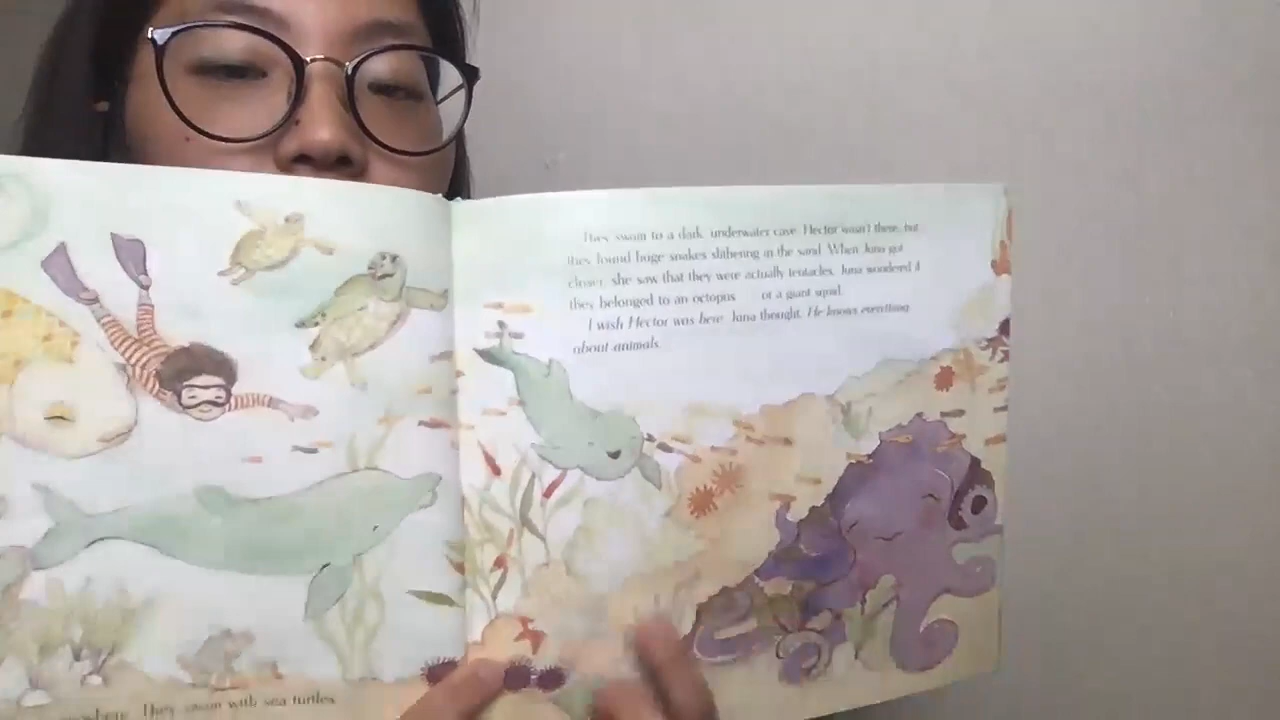 where. They swam with sea turtles.
They swam to a dark, underwater cave. Hector wasn't there, but
they found huge snakes slithering in the sand. When Juna got
closer, she saw that they were actually tentacles. Juna wondered if
they belonged to an octopus or a giant squid.
I wish Hector was here, Juna thought. He knows everything
about animals.